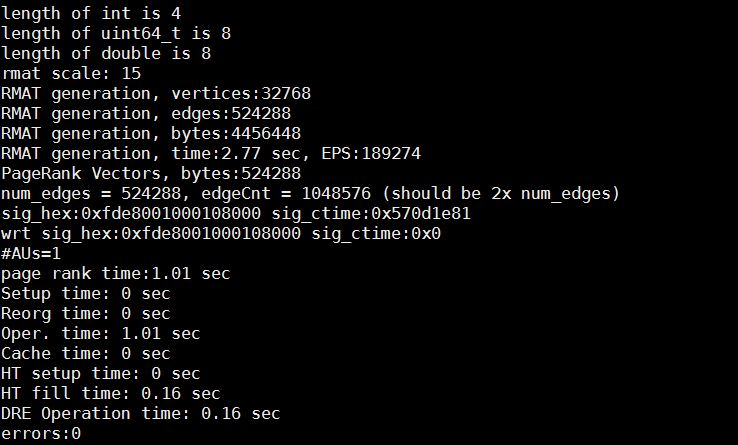 length of int is 4
length of uint64_t is 8
length of double is 8
rmat scale: 15
RMAT generation, vertices:32768
RMAT generation, edges:524288
RMAT generation, bytes:4456448
RMAT generation, time:2.77 sec, EPS:189274
PageRank Vectors, bytes:524288
num_edges = 524288, edgeCnt = 1048576 (should be 2x num_edges)
sig_hex:0xfde8001000108000 sig_ctime:0x570d1e81
wrt sig_hex:0xfde8001000108000 sig_ctime:0x0
#AUs=1
page rank time:1.01 sec
Setup time: 0 sec
Reorg time: 0 sec
Oper. time: 1.01 sec
Cache time: 0 sec
HT setup time: 0 sec
HT fill time: 0.16 sec
DRE Operation time: 0.16 sec
errors:0